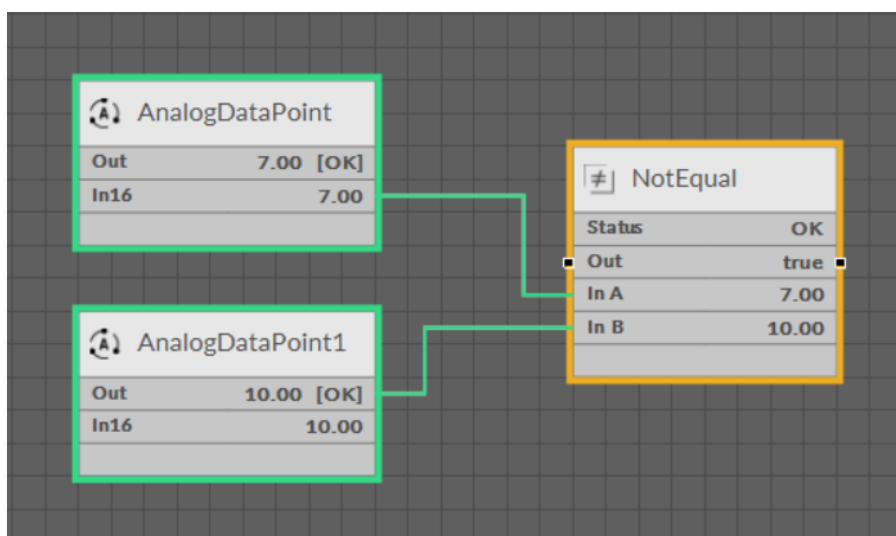 AnalogDataPoint
Out 7.00 [OK]
In16 7.00
NotEqual
Status OK
Out true
In A 7.00
In B 10.00
AnalogDataPoint1
Out 10.00 [OK]
In16 10.00